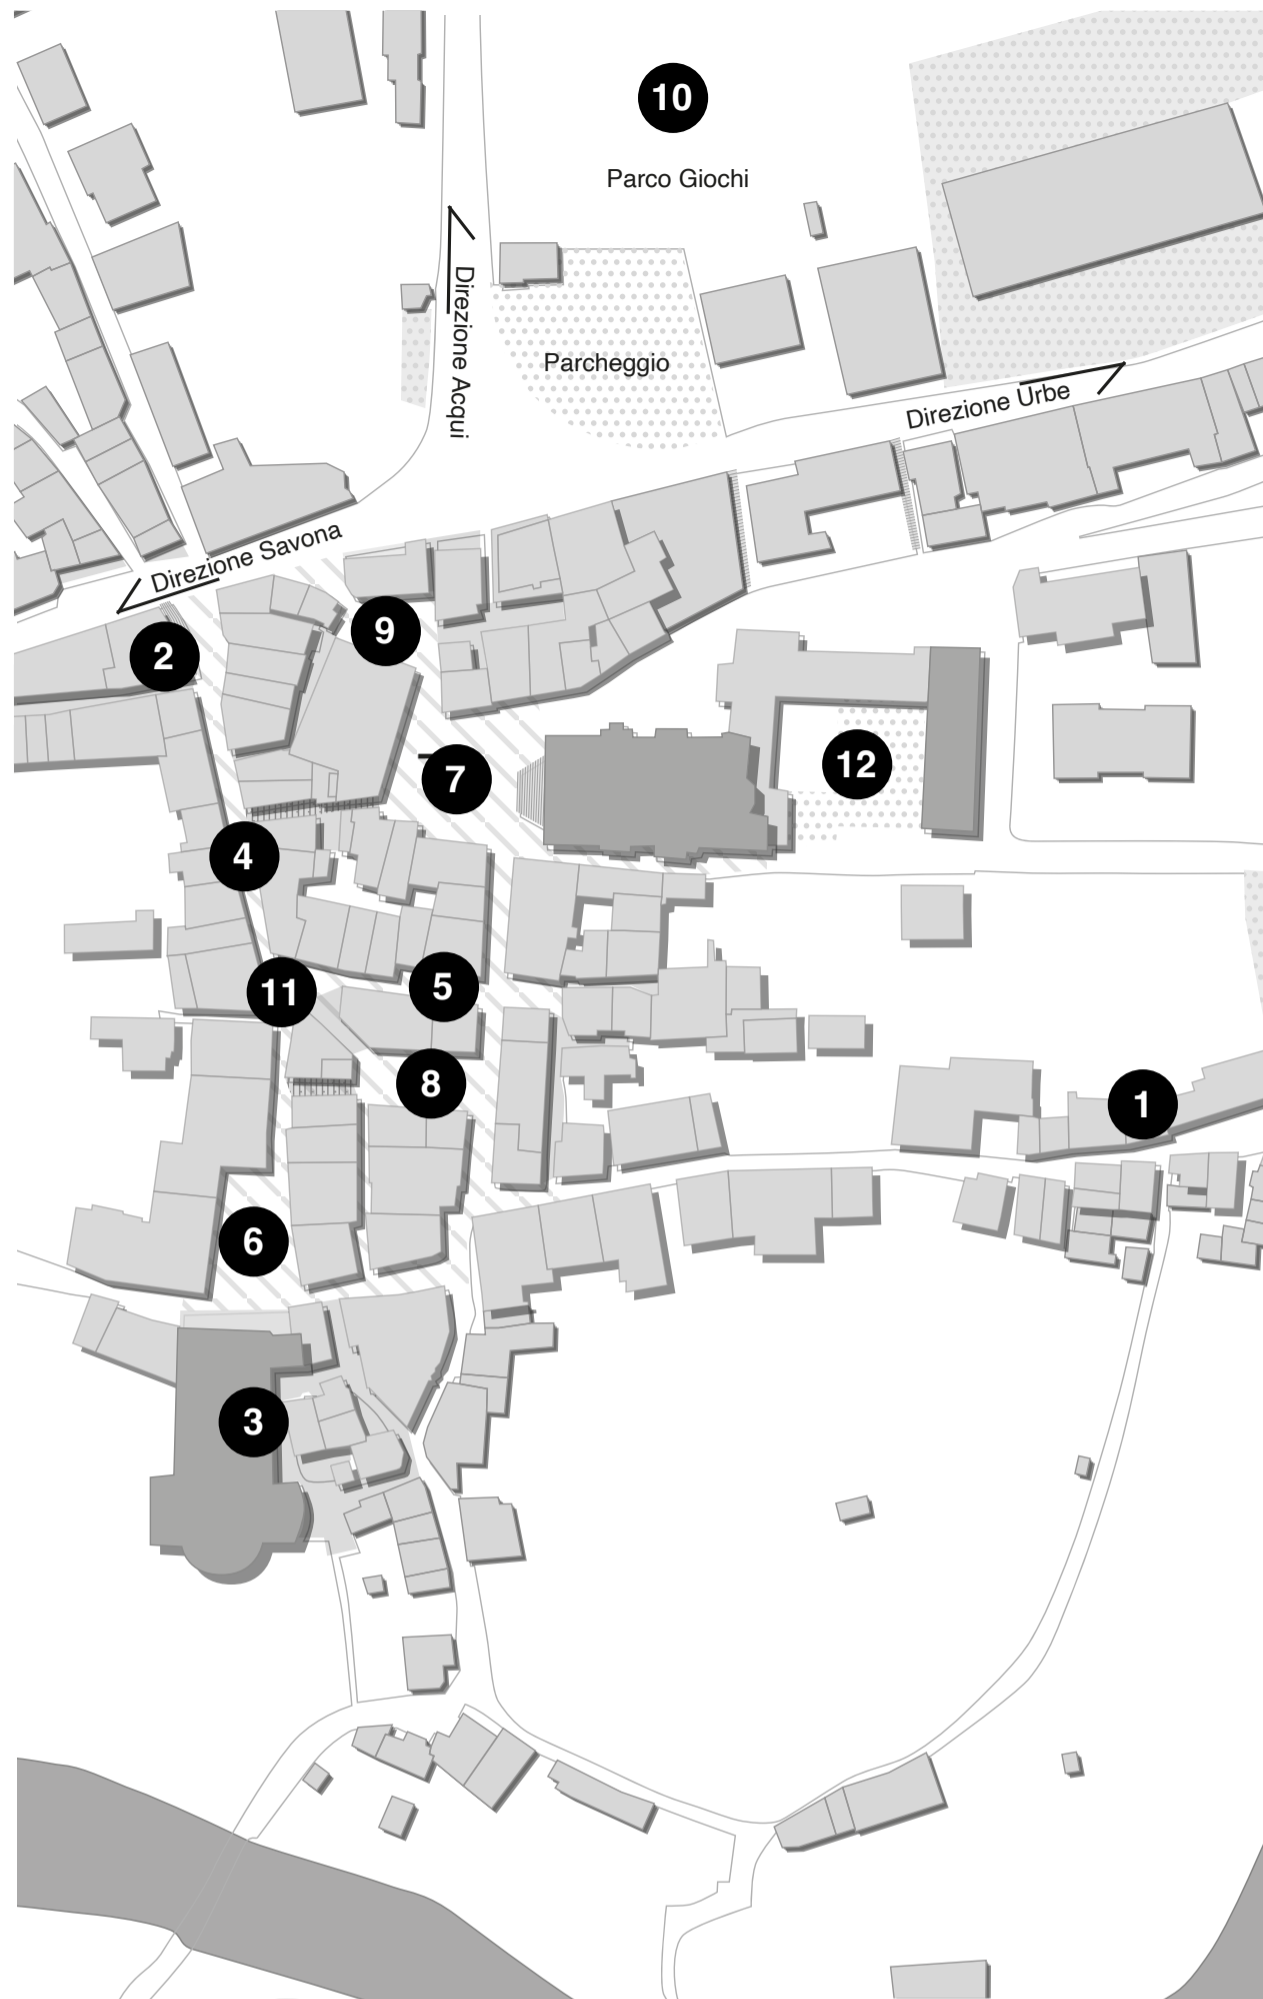 10
Parco Giochi
Direzione Acqui
Parcheggio
Direzione Urbe
Direzione Savona
9
2
7
12
4
5
11
8
1
6
3